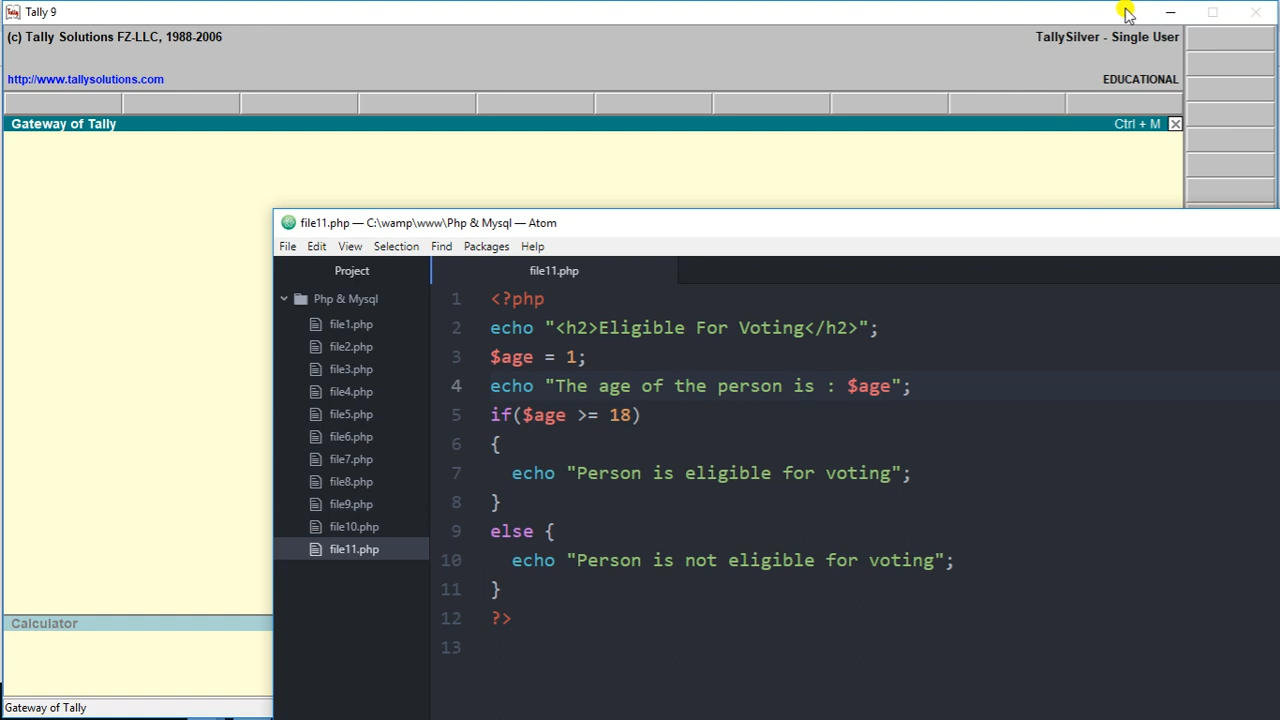 Tally 9
(c) Tally Solutions FZ-LLC, 1988-2006
TallySilver - Single User
http://www.tallysolutions.com
EDUCATIONAL
Gateway of Tally
Ctrl + M
file11.php — C:\wamp\www\Php & Mysql — Atom
File Edit View Selection Find Packages Help
Project
file11.php
Php & Mysql
file1.php
file2.php
file3.php
file4.php
file5.php
file6.php
file7.php
file8.php
file9.php
file10.php
file11.php
1 <?php
2 echo "<h2>Eligible For Voting</h2>";
3 $age = 1;
4 echo "The age of the person is : $age";
5 if($age >= 18)
6 {
7 echo "Person is eligible for voting";
8 }
9 else {
10 echo "Person is not eligible for voting";
11 }
12 ?>
13
Calculator
Gateway of Tally